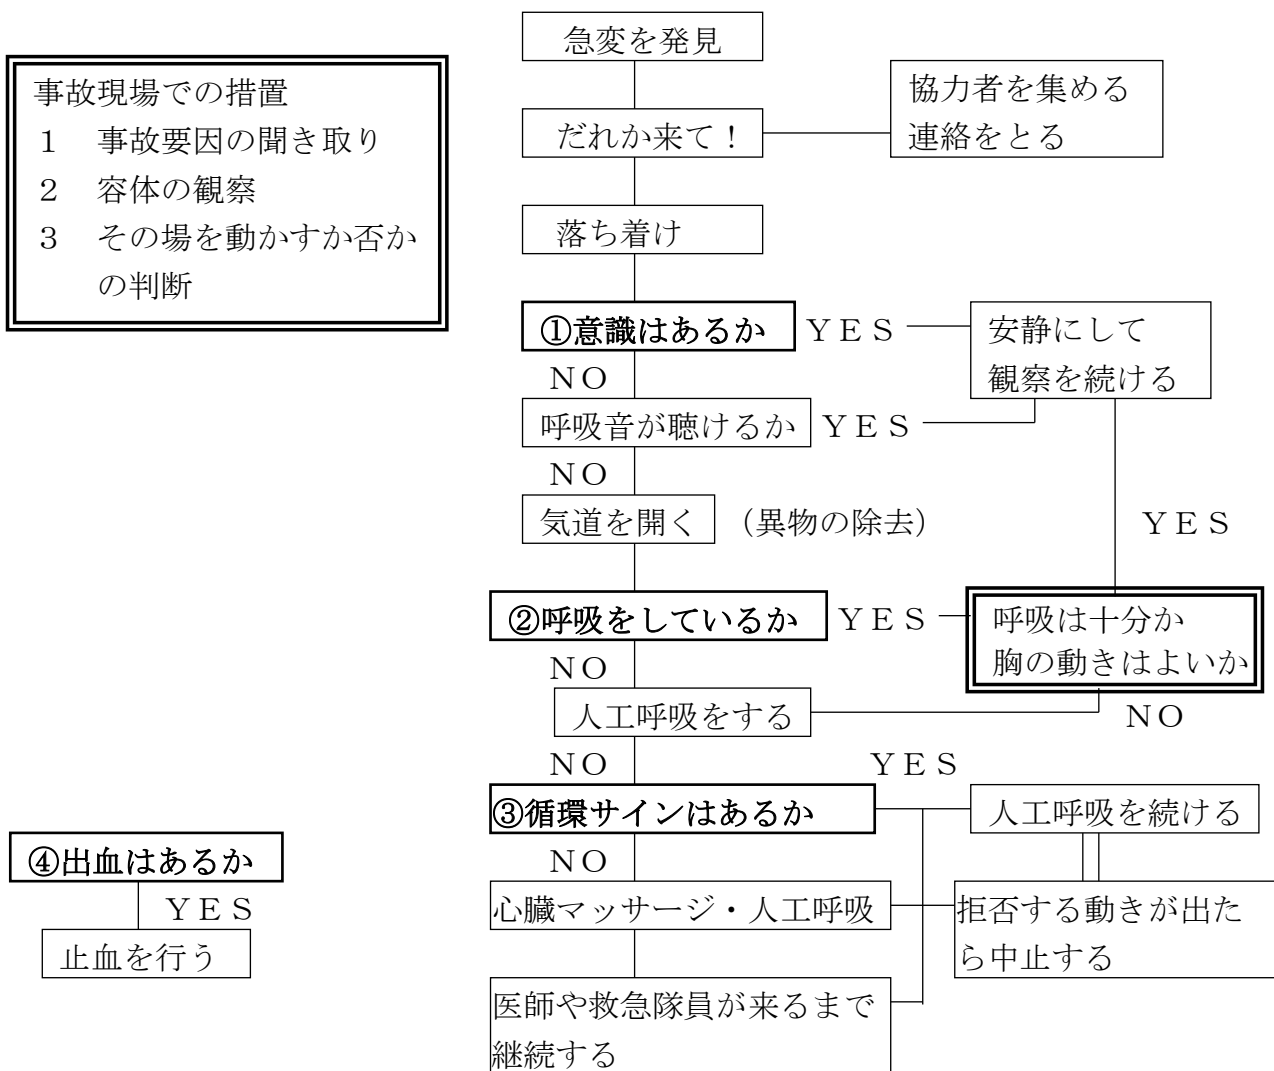 急変を発見
事故現場での措置
１　事故要因の聞き取り
２　容体の観察
３　その場を動かすか否か
の判断
だれか来て！
協力者を集める
連絡をとる
落ち着け
①意識はあるか
ＹＥＳ
安静にして
観察を続ける
ＮＯ
呼吸音が聴けるか
ＹＥＳ
ＮＯ
気道を開く
（異物の除去）
ＹＥＳ
②呼吸をしているか
ＹＥＳ
呼吸は十分か
胸の動きはよいか
ＮＯ
人工呼吸をする
ＮＯ
ＮＯ
ＹＥＳ
③循環サインはあるか
人工呼吸を続ける
ＮＯ
心臓マッサージ・人工呼吸
拒否する動きが出た
ら中止する
医師や救急隊員が来るまで
継続する
④出血はあるか
ＹＥＳ
止血を行う